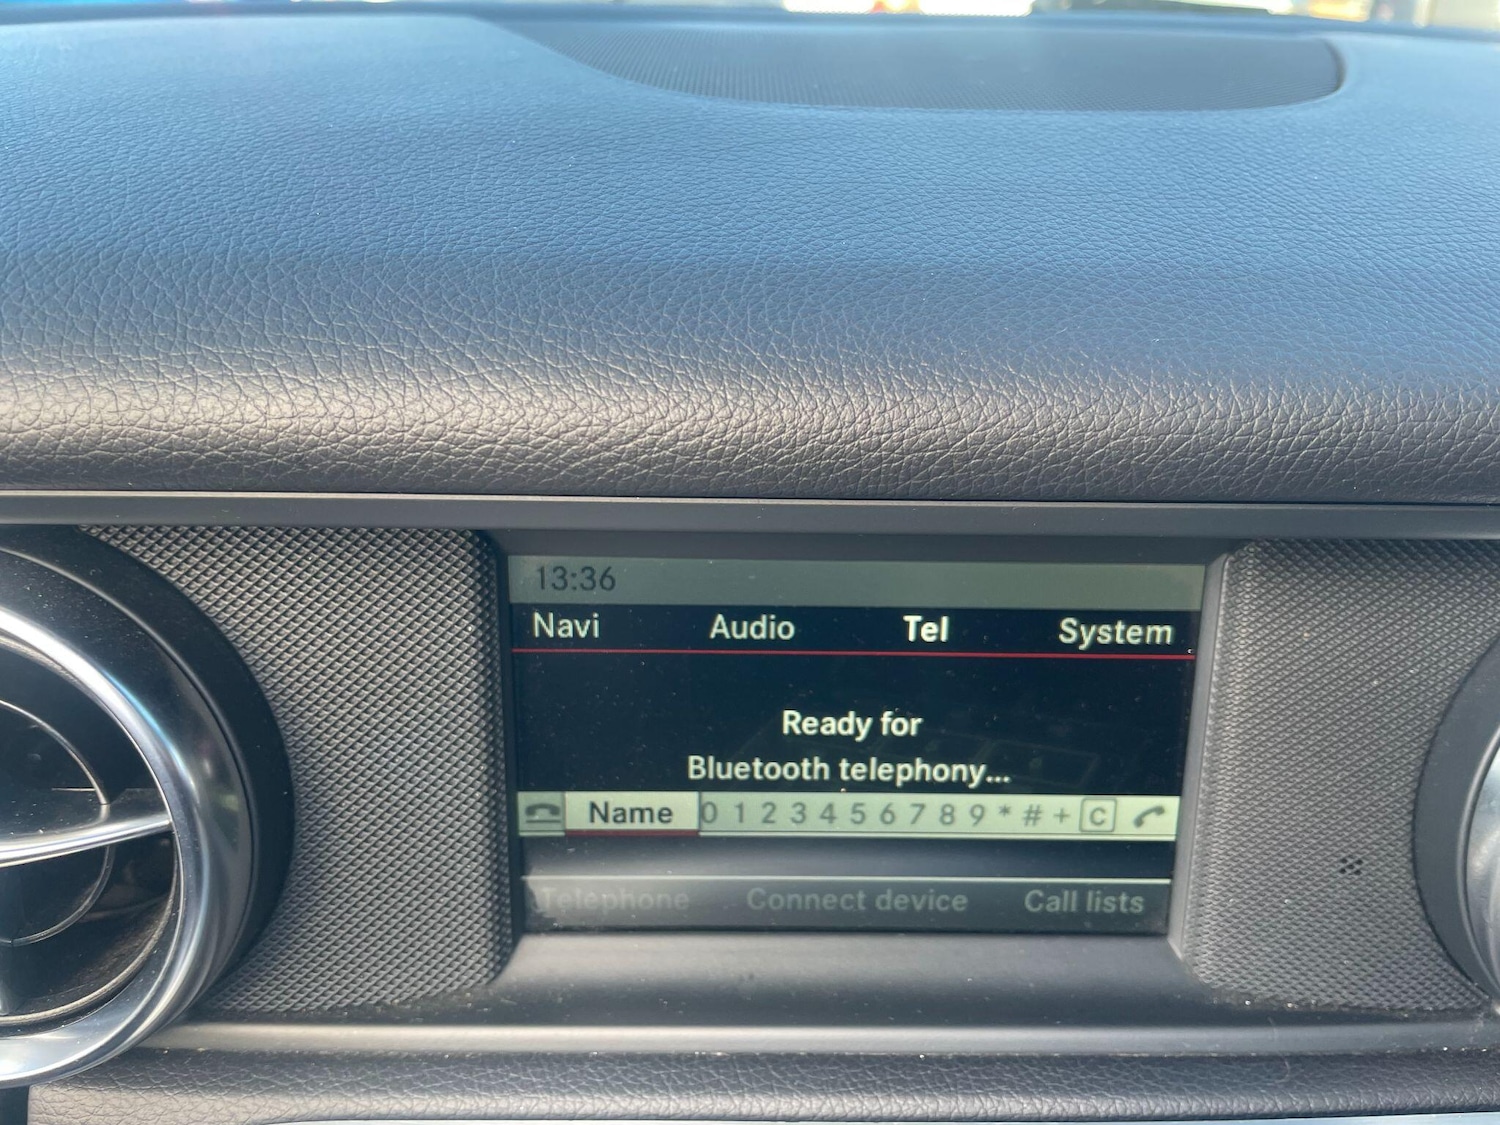 13:36
Navi Audio Tel System
Ready for
Bluetooth telephony...
Name 0 1 2 3 4 5 6 7 8 9 * # + C
Telephone Connect device Call lists